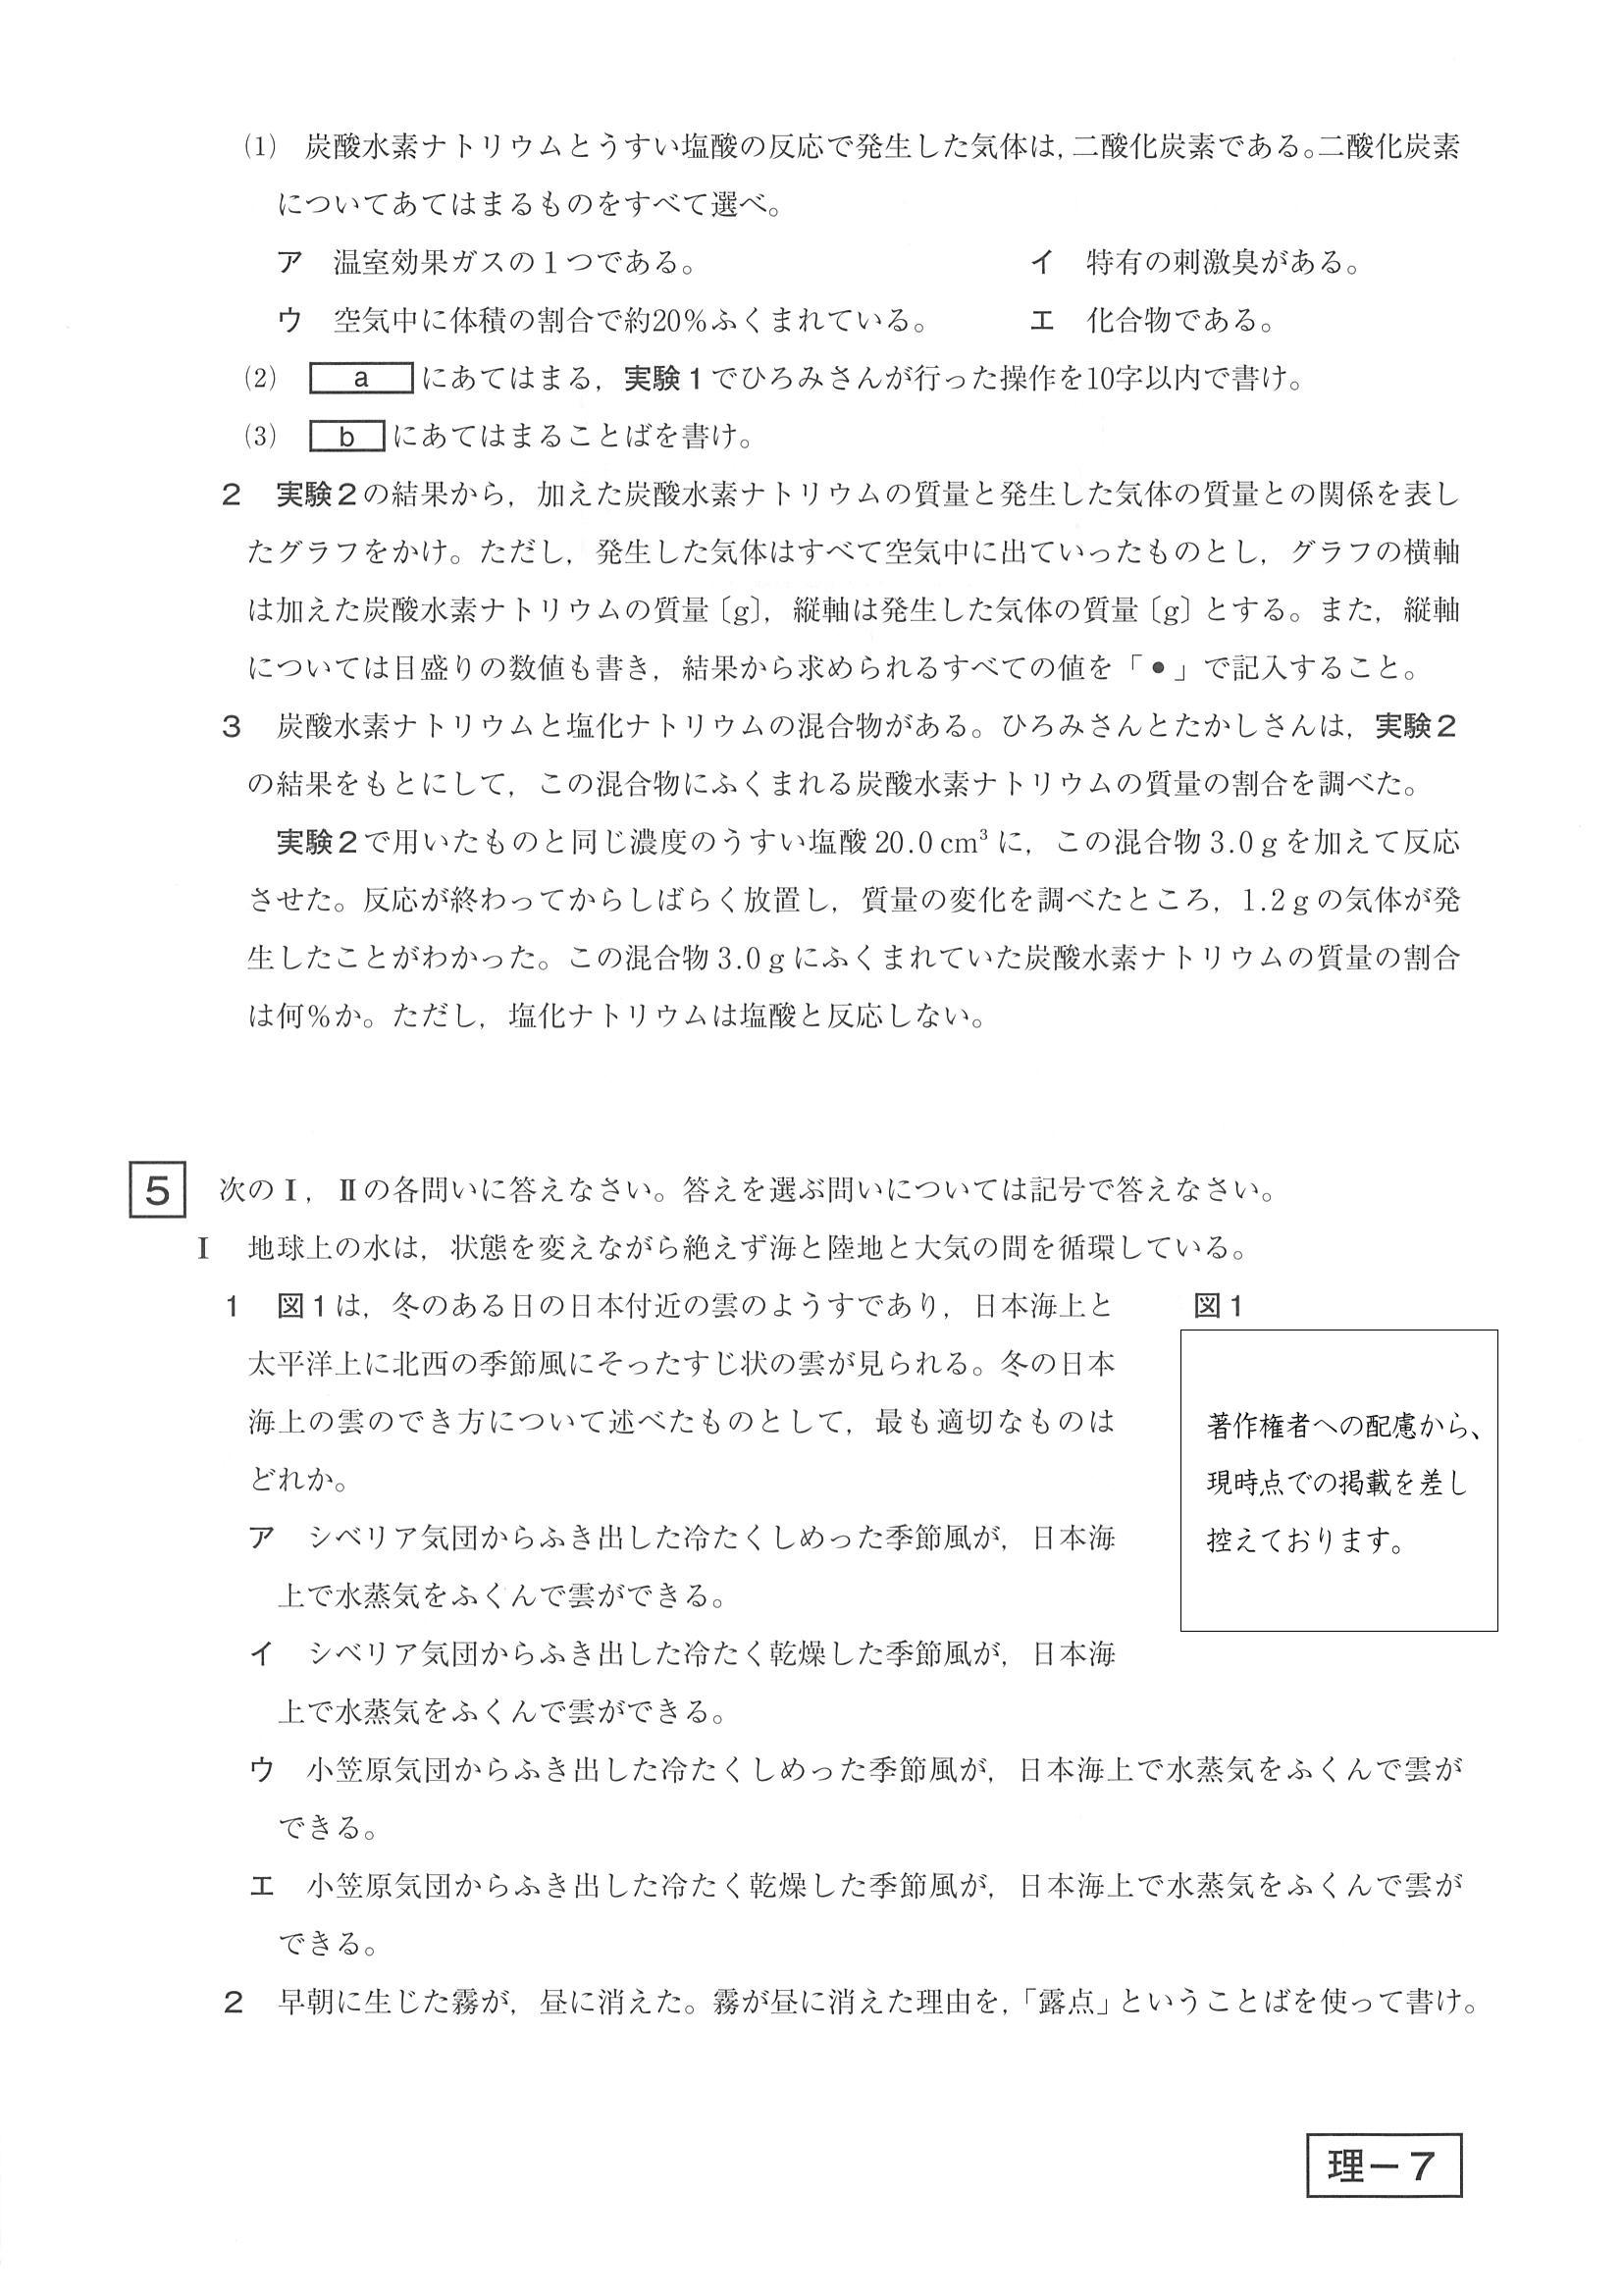 ⑴　炭酸水素ナトリウムとうすい塩酸の反応で発生した気体は，二酸化炭素である。二酸化炭素
についてあてはまるものをすべて選べ。
ア　温室効果ガスの１つである。　イ　特有の刺激臭がある。
ウ　空気中に体積の割合で約20％ふくまれている。　エ　化合物である。
⑵　a にあてはまる，実験１でひろみさんが行った操作を10字以内で書け。
⑶　b にあてはまることばを書け。
２　実験２の結果から，加えた炭酸水素ナトリウムの質量と発生した気体の質量との関係を表し
たグラフをかけ。ただし，発生した気体はすべて空気中に出ていったものとし，グラフの横軸
は加えた炭酸水素ナトリウムの質量〔g〕，縦軸は発生した気体の質量〔g〕とする。また，縦軸
については目盛りの数値も書き，結果から求められるすべての値を「●」で記入すること。
３　炭酸水素ナトリウムと塩化ナトリウムの混合物がある。ひろみさんとたかしさんは，実験２
の結果をもとにして，この混合物にふくまれる炭酸水素ナトリウムの質量の割合を調べた。
実験２で用いたものと同じ濃度のうすい塩酸 20.0 cm³ に，この混合物 3.0 g を加えて反応
させた。反応が終わってからしばらく放置し，質量の変化を調べたところ，1.2 g の気体が発
生したことがわかった。この混合物 3.0 g にふくまれていた炭酸水素ナトリウムの質量の割合
は何％か。ただし，塩化ナトリウムは塩酸と反応しない。
５　次のⅠ，Ⅱの各問いに答えなさい。答えを選ぶ問いについては記号で答えなさい。
Ⅰ　地球上の水は，状態を変えながら絶えず海と陸地と大気の間を循環している。
１　図１は，冬のある日の日本付近の雲のようすであり，日本海上と
太平洋上に北西の季節風にそったすじ状の雲が見られる。冬の日本
海上の雲のでき方について述べたものとして，最も適切なものは
どれか。
図１
著作権者への配慮から、
現時点での掲載を差し
控えております。
ア　シベリア気団からふき出した冷たくしめった季節風が，日本海
上で水蒸気をふくんで雲ができる。
イ　シベリア気団からふき出した冷たく乾燥した季節風が，日本海
上で水蒸気をふくんで雲ができる。
ウ　小笠原気団からふき出した冷たくしめった季節風が，日本海上で水蒸気をふくんで雲が
できる。
エ　小笠原気団からふき出した冷たく乾燥した季節風が，日本海上で水蒸気をふくんで雲が
できる。
２　早朝に生じた霧が，昼に消えた。霧が昼に消えた理由を，「露点」ということばを使って書け。
理－７